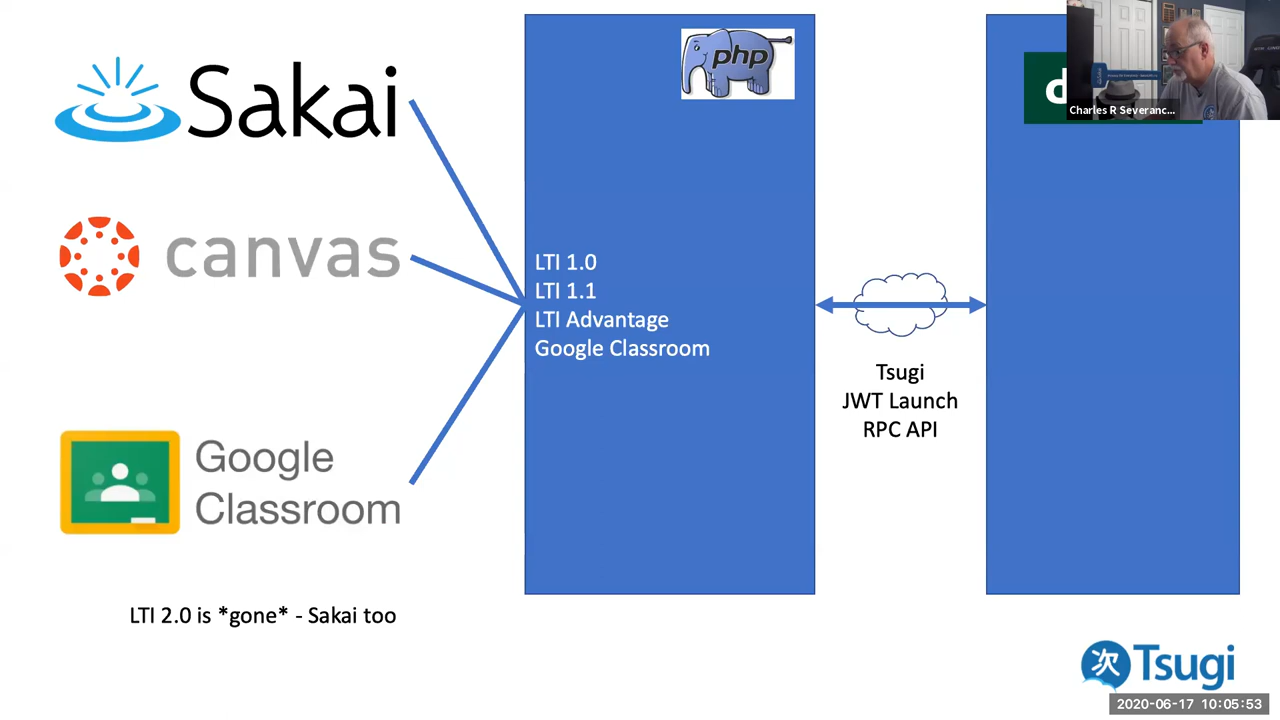 Sakai
canvas
Google
Classroom
LTI 2.0 is *gone* - Sakai too
php
LTI 1.0
LTI 1.1
LTI Advantage
Google Classroom
Tsugi
JWT Launch
RPC API
d
Charles R Severanc...
次 Tsugi
2020-06-17 10:05:53